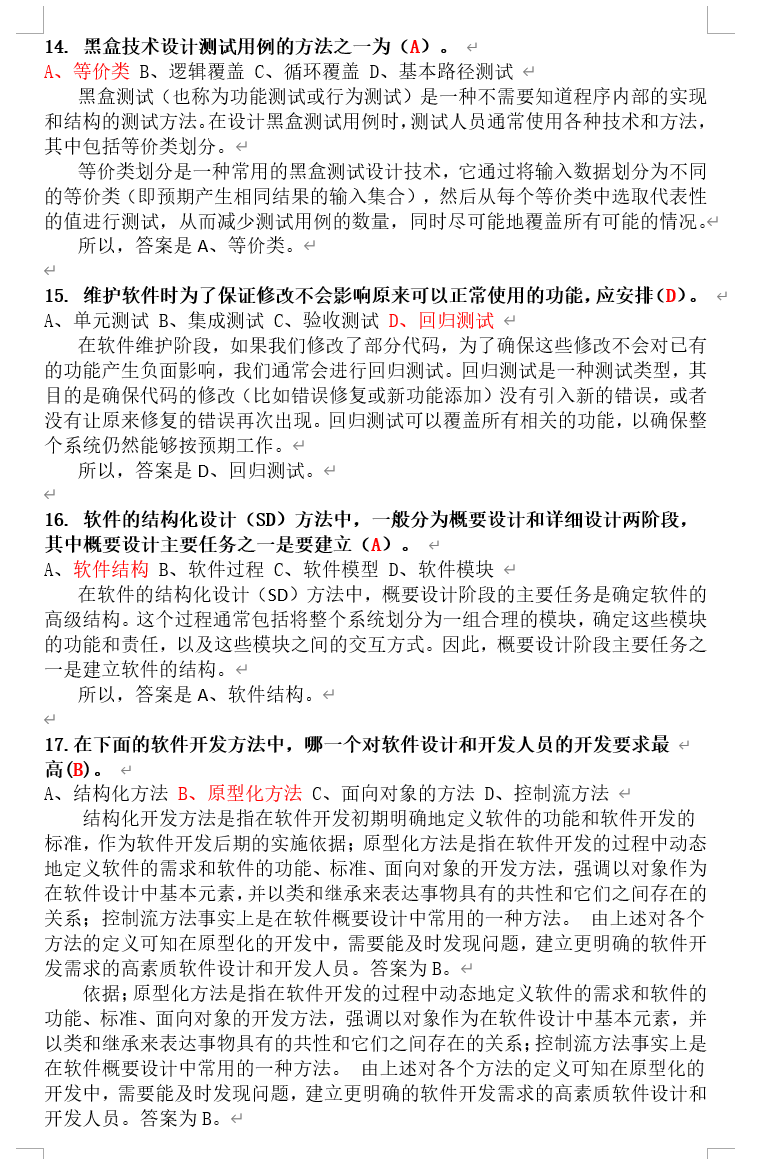 14. 黑盒技术设计测试用例的方法之一为（A）。
A、等价类 B、逻辑覆盖 C、循环覆盖 D、基本路径测试
黑盒测试（也称为功能测试或行为测试）是一种不需要知道程序内部的实现
和结构的测试方法。在设计黑盒测试用例时,测试人员通常使用各种技术和方法，
其中包括等价类划分。
等价类划分是一种常用的黑盒测试设计技术，它通过将输入数据划分为不同
的等价类（即预期产生相同结果的输入集合），然后从每个等价类中选取代表性
的值进行测试，从而减少测试用例的数量，同时尽可能地覆盖所有可能的情况。
所以，答案是 A、等价类。
15. 维护软件时为了保证修改不会影响原来可以正常使用的功能,应安排(D)。
A、单元测试 B、集成测试 C、验收测试 D、回归测试
在软件维护阶段，如果我们修改了部分代码，为了确保这些修改不会对已有
的功能产生负面影响，我们通常会进行回归测试。回归测试是一种测试类型，其
目的是确保代码的修改（比如错误修复或新功能添加）没有引入新的错误，或者
没有让原来修复的错误再次出现。回归测试可以覆盖所有相关的功能，以确保整
个系统仍然能够按预期工作。
所以，答案是 D、回归测试。
16. 软件的结构化设计（SD）方法中，一般分为概要设计和详细设计两阶段，
其中概要设计主要任务之一是要建立（A）。
A、软件结构 B、软件过程 C、软件模型 D、软件模块
在软件的结构化设计（SD）方法中，概要设计阶段的主要任务是确定软件的
高级结构。这个过程通常包括将整个系统划分为一组合理的模块，确定这些模块
的功能和责任，以及这些模块之间的交互方式。因此，概要设计阶段主要任务之
一是建立软件的结构。
所以，答案是 A、软件结构。
17.在下面的软件开发方法中，哪一个对软件设计和开发人员的开发要求最
高(B)。
A、结构化方法 B、原型化方法 C、面向对象的方法 D、控制流方法
结构化开发方法是指在软件开发初期明确地定义软件的功能和软件开发的
标准，作为软件开发后期的实施依据；原型化方法是指在软件开发的过程中动态
地定义软件的需求和软件的功能、标准、面向对象的开发方法，强调以对象作为
在软件设计中基本元素,并以类和继承来表达事物具有的共性和它们之间存在的
关系；控制流方法事实上是在软件概要设计中常用的一种方法。 由上述对各个
方法的定义可知在原型化的开发中，需要能及时发现问题，建立更明确的软件开
发需求的高素质软件设计和开发人员。答案为 B。
依据；原型化方法是指在软件开发的过程中动态地定义软件的需求和软件的
功能、标准、面向对象的开发方法，强调以对象作为在软件设计中基本元素，并
以类和继承来表达事物具有的共性和它们之间存在的关系；控制流方法事实上是
在软件概要设计中常用的一种方法。 由上述对各个方法的定义可知在原型化的
开发中，需要能及时发现问题，建立更明确的软件开发需求的高素质软件设计和
开发人员。答案为 B。